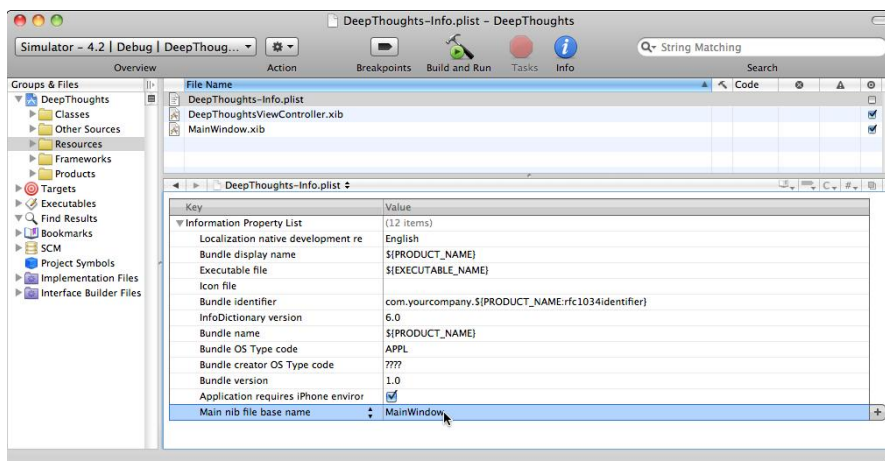 DeepThoughts-Info.plist – DeepThoughts
Simulator – 4.2 | Debug | DeepThoug...
String Matching
Overview Action Breakpoints Build and Run Tasks Info Search
Groups & Files
DeepThoughts
Classes
Other Sources
Resources
Frameworks
Products
Targets
Executables
Find Results
Bookmarks
SCM
Project Symbols
Implementation Files
Interface Builder Files
File Name Code
DeepThoughts-Info.plist
DeepThoughtsViewController.xib
MainWindow.xib
DeepThoughts-Info.plist C #
Key Value
Information Property List (12 items)
Localization native development re English
Bundle display name ${PRODUCT_NAME}
Executable file ${EXECUTABLE_NAME}
Icon file
Bundle identifier com.yourcompany.${PRODUCT_NAME:rfc1034identifier}
InfoDictionary version 6.0
Bundle name ${PRODUCT_NAME}
Bundle OS Type code APPL
Bundle creator OS Type code ????
Bundle version 1.0
Application requires iPhone enviror
Main nib file base name MainWindow